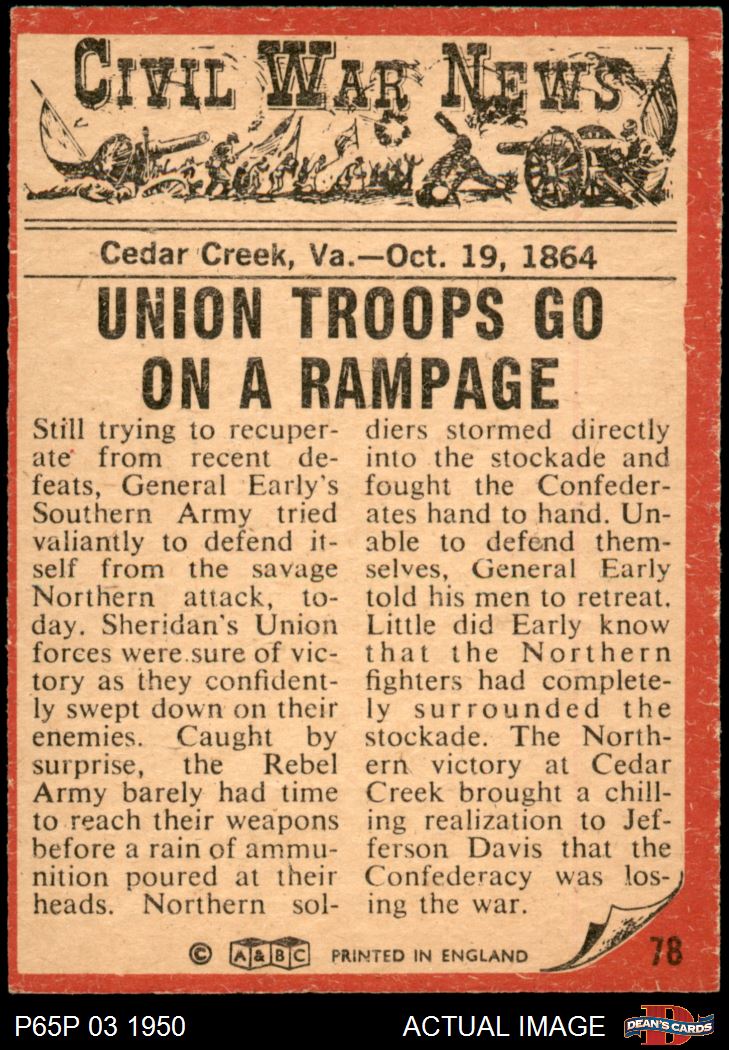 CIVIL WAR NEWS
Cedar Creek, Va.—Oct. 19, 1864
UNION TROOPS GO
ON A RAMPAGE
Still trying to recuper-
ate from recent de-
feats, General Early's
Southern Army tried
valiantly to defend it-
self from the savage
Northern attack, to-
day. Sheridan's Union
forces were sure of vic-
tory as they confident-
ly swept down on their
enemies. Caught by
surprise, the Rebel
Army barely had time
to reach their weapons
before a rain of ammu-
nition poured at their
heads. Northern sol-
diers stormed directly
into the stockade and
fought the Confeder-
ates hand to hand. Un-
able to defend them-
selves, General Early
told his men to retreat.
Little did Early know
that the Northern
fighters had complete-
ly surrounded the
stockade. The North-
ern victory at Cedar
Creek brought a chill-
ing realization to Jef-
ferson Davis that the
Confederacy was los-
ing the war.
© A&BC PRINTED IN ENGLAND
78
P65P 03 1950 ACTUAL IMAGE
D
DEAN'S CARDS